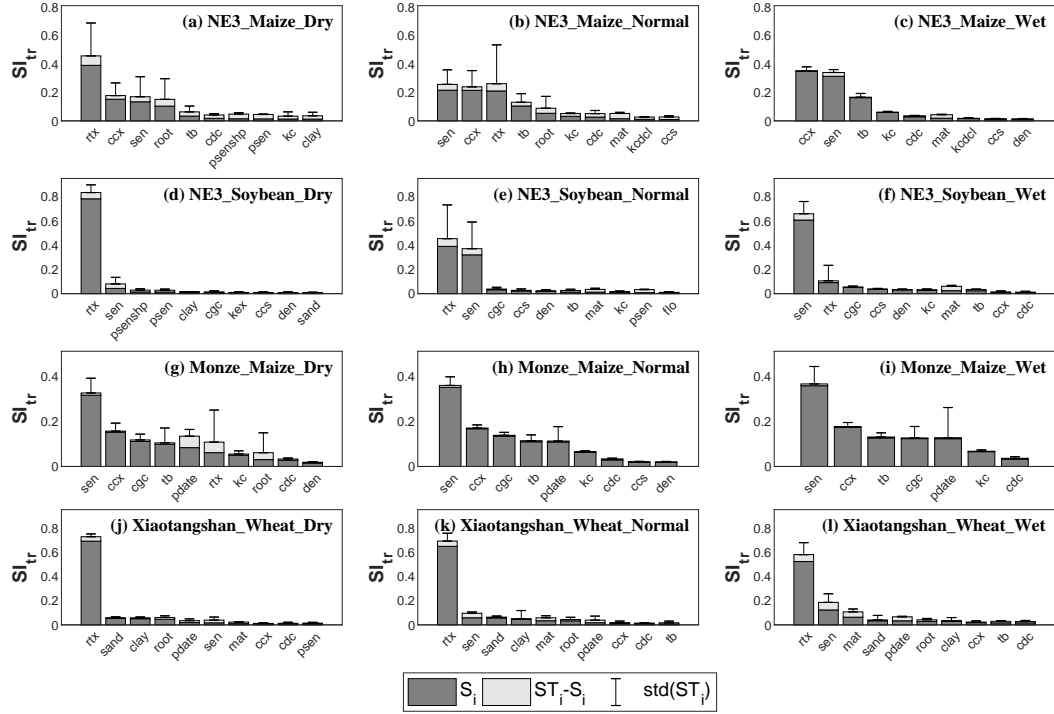 (a) NE3_Maize_Dry
SI_tr
0.8
0.6
0.4
0.2
0
rtx ccx sen root tb cdc psenshp psen kc clay
(b) NE3_Maize_Normal
0.8
0.6
0.4
0.2
0
sen ccx rtx tb root kc cdc mat kcdcl ccs
(c) NE3_Maize_Wet
SI_tr
0.8
0.6
0.4
0.2
0
ccx sen tb kc cdc mat kcdcl ccs den
(d) NE3_Soybean_Dry
SI_tr
0.8
0.6
0.4
0.2
0
rtx sen psenshp psen clay cgc kex ccs den sand
(e) NE3_Soybean_Normal
SI_tr
0.8
0.6
0.4
0.2
0
rtx sen cgc ccs den tb mat kc psen flo
(f) NE3_Soybean_Wet
SI_tr
0.8
0.6
0.4
0.2
0
sen rtx cgc ccs den kc mat tb ccx cdc
(g) Monze_Maize_Dry
SI_tr
0.4
0.2
0
sen ccx cgc tb pdate rtx kc root cdc den
(h) Monze_Maize_Normal
SI_tr
0.4
0.2
0
sen ccx cgc tb pdate kc cdc ccs den
(i) Monze_Maize_Wet
SI_tr
0.4
0.2
0
sen ccx tb cgc pdate kc cdc
(j) Xiaotangshan_Wheat_Dry
SI_tr
0.8
0.6
0.4
0.2
0
rtx sand clay root pdate sen mat ccx cdc psen
(k) Xiaotangshan_Wheat_Normal
SI_tr
0.8
0.6
0.4
0.2
0
rtx sen sand clay mat root pdate ccx cdc tb
(l) Xiaotangshan_Wheat_Wet
SI_tr
0.8
0.6
0.4
0.2
0
rtx sen mat sand pdate root clay ccx tb cdc
S_i ST_i-S_i std(ST_i)